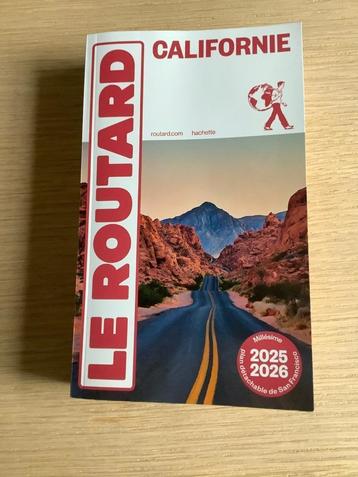 CALIFORNIE
LE ROUTARD
routard.com hachette
Millésime
2025
2026
plan détachable de San Francisco